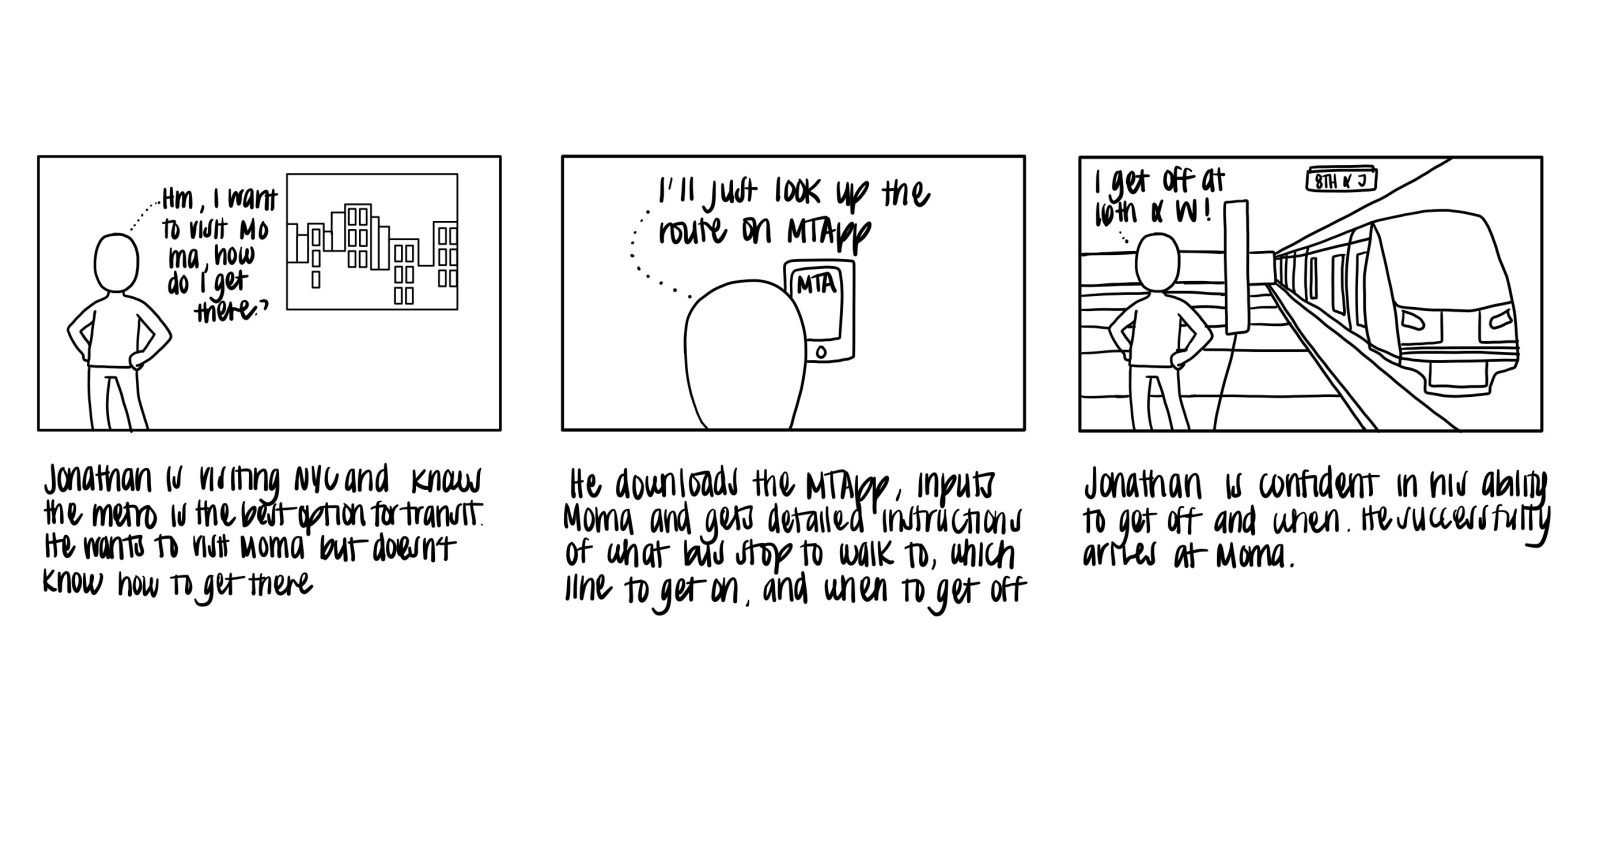 Hm, I want
to visit Mo
ma, how
do I get
there?
Jonathan is visiting NYC and knows
the metro is the best option for transit.
He wants to visit Moma but doesn't
know how to get there
I'll just look up the
route on MTApp
MTA
He downloads the MTApp, inputs
Moma and gets detailed instructions
of what bus stop to walk to, which
line to get on, and when to get off
I get off at
16th & W!
8TH & J
Jonathan is confident in his ability
to get off and when. He successfully
arrives at Moma.